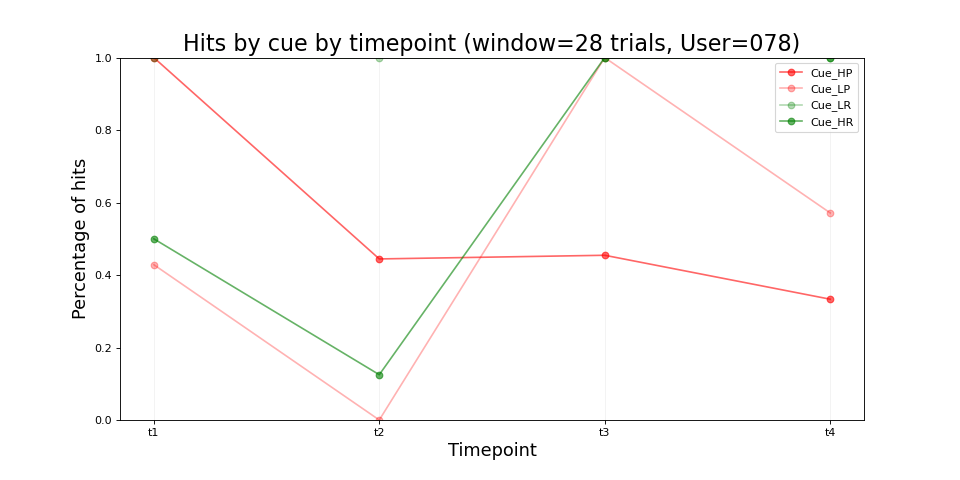 Hits by cue by timepoint (window=28 trials, User=078)
Percentage of hits
1.0
0.8
0.6
0.4
0.2
0.0
Cue_HP
Cue_LP
Cue_LR
Cue_HR
t1
t2
t3
t4
Timepoint